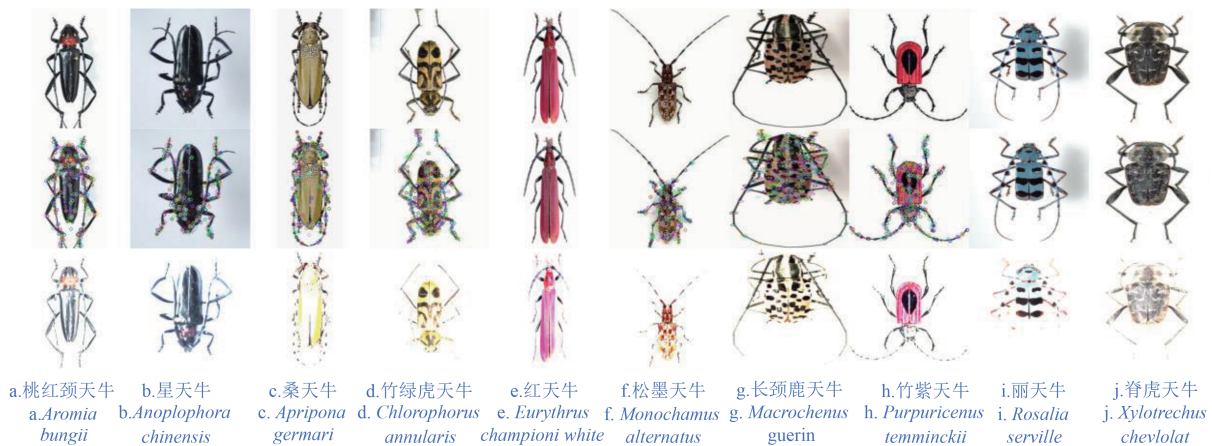 a.桃红颈天牛 b.星天牛 c.桑天牛 d.竹绿虎天牛 e.红天牛 f.松墨天牛 g.长颈鹿天牛 h.竹紫天牛 i.丽天牛 j.脊虎天牛
a.Aromia b.Anoplophora c. Apripona d. Chlorophorus e. Eurythrus f. Monochamus g. Macrochenus h. Purpuricenus i. Rosalia j. Xylotrechus
bungii chinensis germari annularis championi white alternatus guerin temminckii serville chevlolat